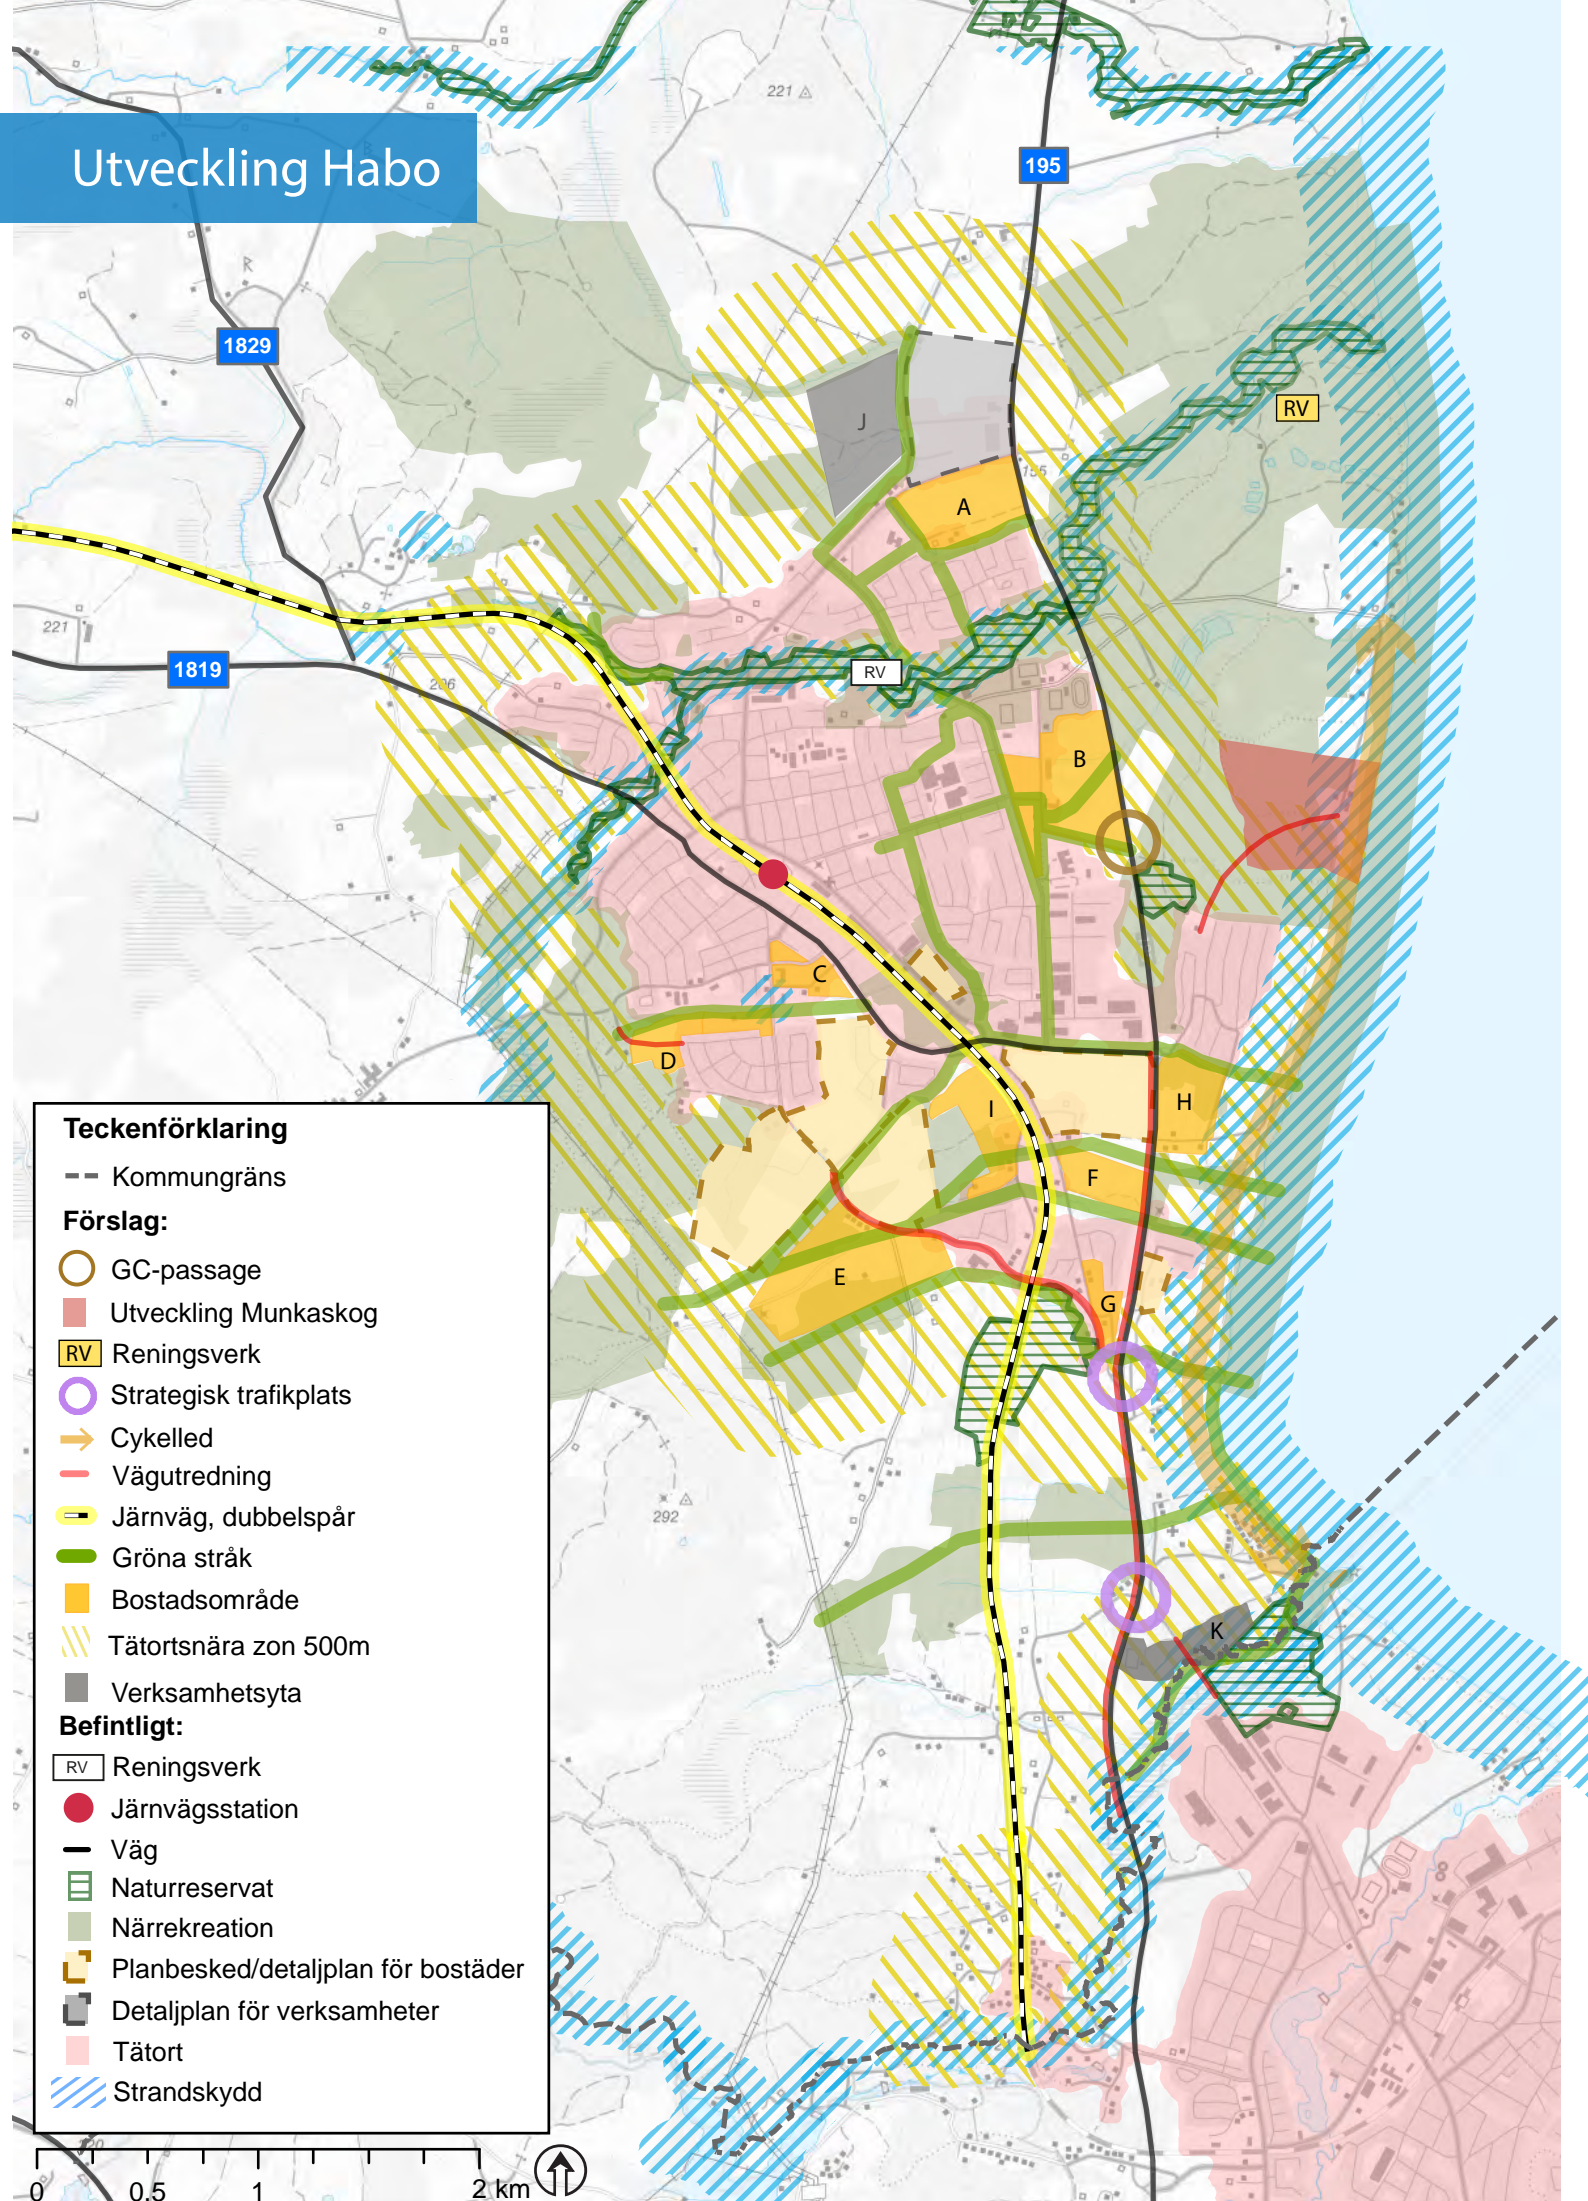 221
195
Utveckling Habo
1829
J
RV
155
A
221
1819
206
RV
B
C
D
I
H
F
E
G
292
K
Teckenförklaring
Kommungräns
Förslag:
GC-passage
Utveckling Munkaskog
RV Reningsverk
Strategisk trafikplats
Cykelled
Vägutredning
Järnväg, dubbelspår
Gröna stråk
Bostadsområde
Tätortsnära zon 500m
Verksamhetsyta
Befintligt:
RV Reningsverk
Järnvägsstation
Väg
Naturreservat
Närrekreation
Planbesked/detaljplan för bostäder
Detaljplan för verksamheter
Tätort
Strandskydd
0 0,5 1 2 km